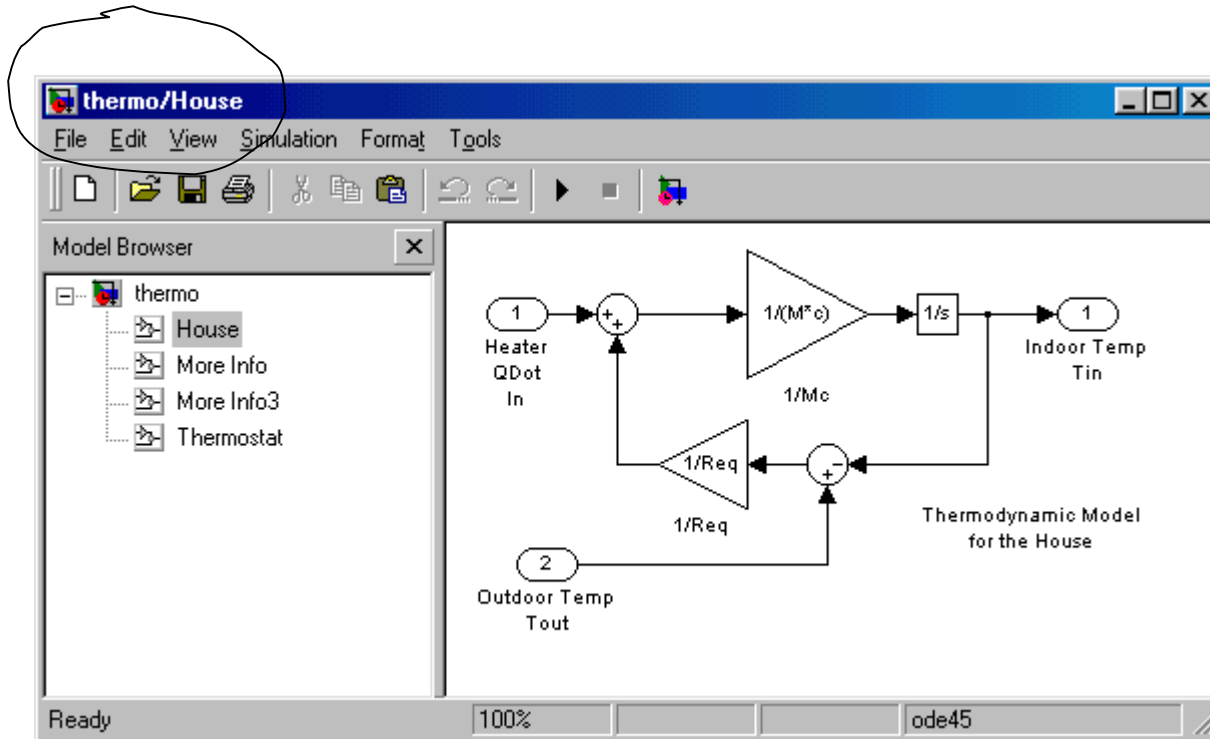 thermo/House
File Edit View Simulation Format Tools
Model Browser
thermo
House
More Info
More Info3
Thermostat
1
Heater
QDot
In
+
+
1/(M*c)
1/Mc
1/s
1
Indoor Temp
Tin
1/Req
1/Req
+
−
2
Outdoor Temp
Tout
Thermodynamic Model
for the House
Ready 100% ode45